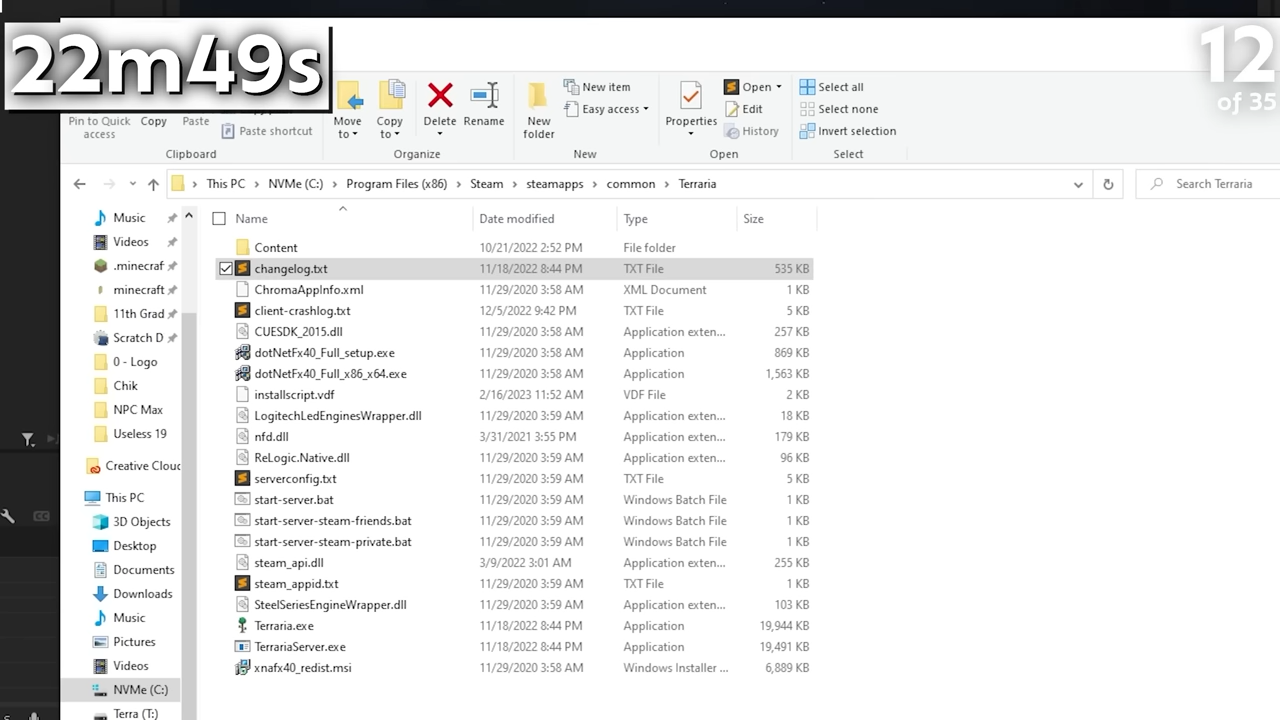 22m49s
12
of 35
Pin to Quick access
Copy
Paste
Paste shortcut
Clipboard
Move to
Copy to
Delete
Rename
Organize
New folder
New item
Easy access
New
Properties
Open
Edit
History
Open
Select all
Select none
Invert selection
Select
This PC > NVMe (C:) > Program Files (x86) > Steam > steamapps > common > Terraria
Search Terraria
Music
Videos
.minecraf
minecraft
11th Grad
Scratch D
0 - Logo
Chik
NPC Max
Useless 19
Creative Clouc
This PC
3D Objects
Desktop
Documents
Downloads
Music
Pictures
Videos
NVMe (C:)
Terra (T:)
Name Date modified Type Size
Content 10/21/2022 2:52 PM File folder
changelog.txt 11/18/2022 8:44 PM TXT File 535 KB
ChromaAppInfo.xml 11/29/2020 3:58 AM XML Document 1 KB
client-crashlog.txt 12/5/2022 9:42 PM TXT File 5 KB
CUESDK_2015.dll 11/29/2020 3:58 AM Application exten... 257 KB
dotNetFx40_Full_setup.exe 11/29/2020 3:58 AM Application 869 KB
dotNetFx40_Full_x86_x64.exe 11/29/2020 3:58 AM Application 1,563 KB
installscript.vdf 2/16/2023 11:52 AM VDF File 2 KB
LogitechLedEnginesWrapper.dll 11/29/2020 3:59 AM Application exten... 18 KB
nfd.dll 3/31/2021 3:55 PM Application exten... 179 KB
ReLogic.Native.dll 11/29/2020 3:59 AM Application exten... 96 KB
serverconfig.txt 11/29/2020 3:59 AM TXT File 5 KB
start-server.bat 11/29/2020 3:59 AM Windows Batch File 1 KB
start-server-steam-friends.bat 11/29/2020 3:59 AM Windows Batch File 1 KB
start-server-steam-private.bat 11/29/2020 3:59 AM Windows Batch File 1 KB
steam_api.dll 3/9/2022 3:01 AM Application exten... 255 KB
steam_appid.txt 11/29/2020 3:59 AM TXT File 1 KB
SteelSeriesEngineWrapper.dll 11/29/2020 3:59 AM Application exten... 103 KB
Terraria.exe 11/18/2022 8:44 PM Application 19,944 KB
TerrariaServer.exe 11/18/2022 8:44 PM Application 19,491 KB
xnafx40_redist.msi 11/29/2020 3:58 AM Windows Installer ... 6,889 KB